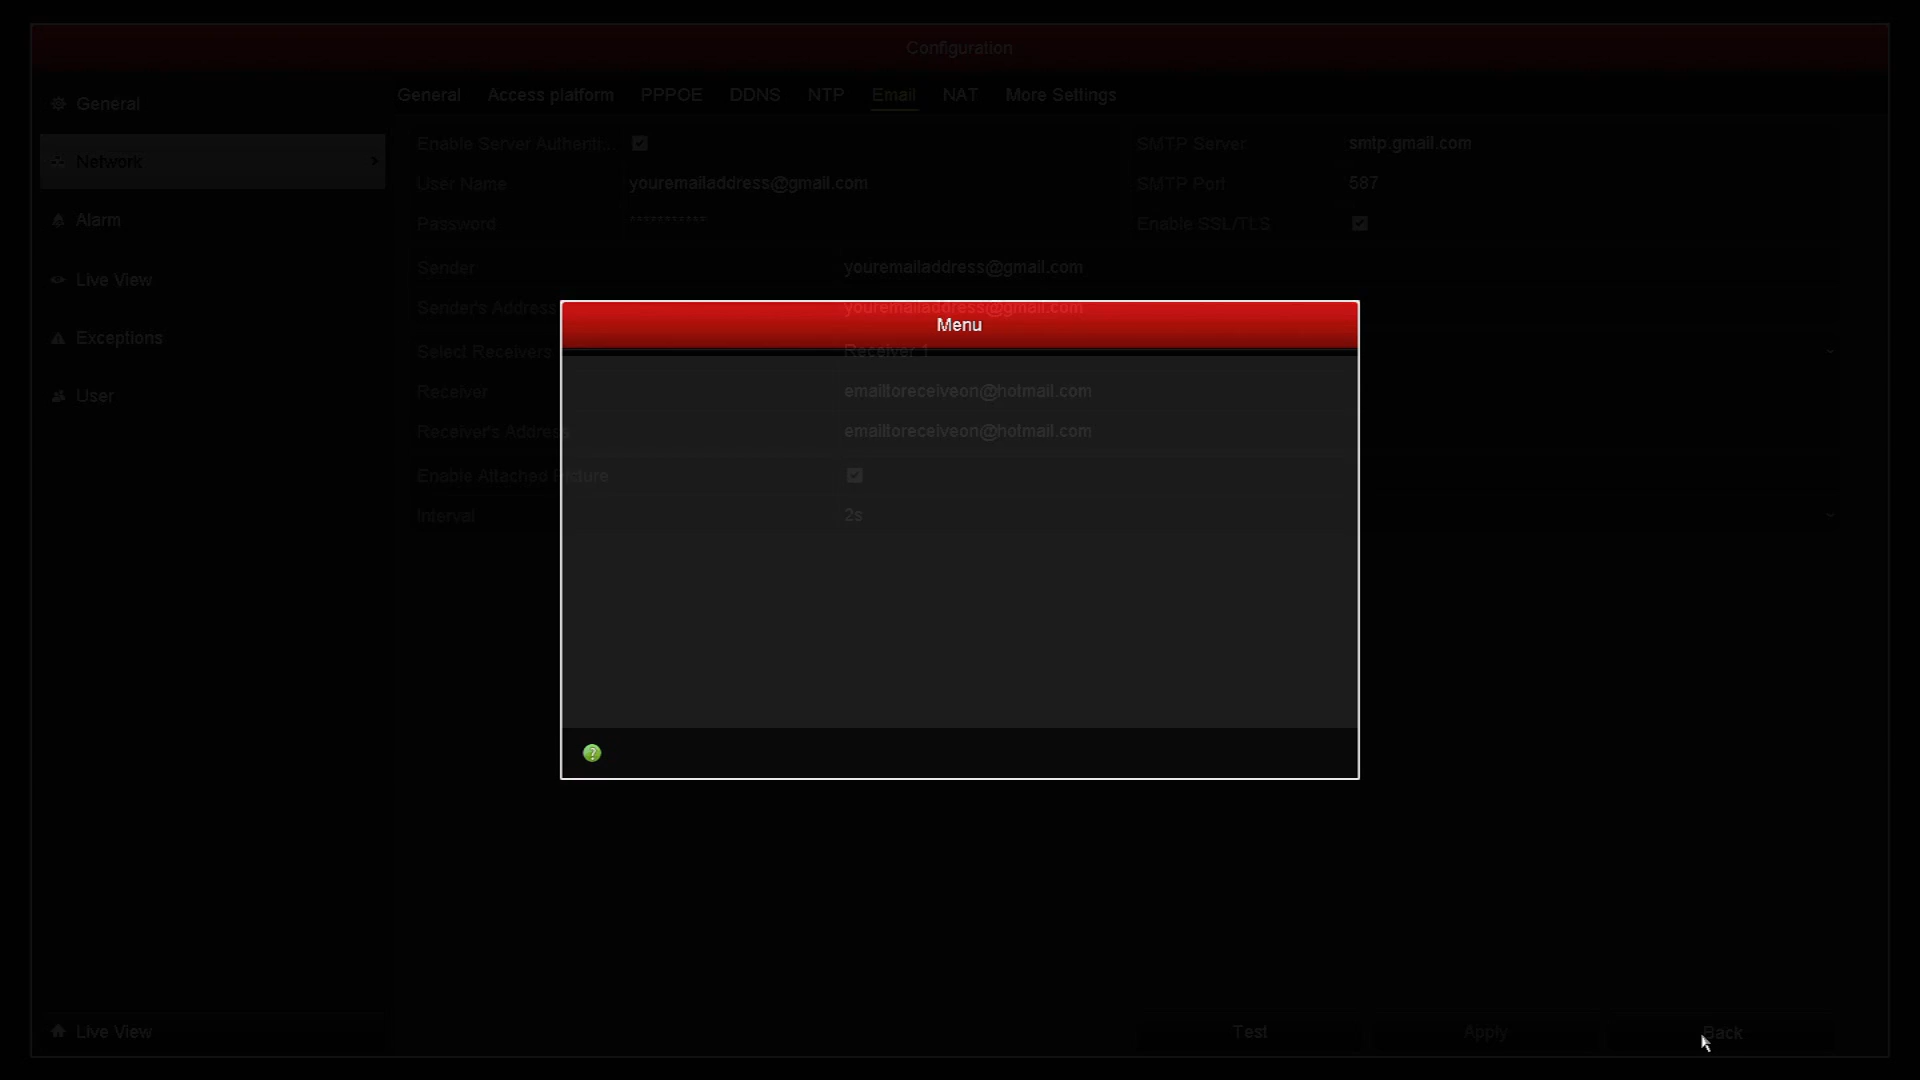 Configuration
General
Network
Alarm
Live View
Exceptions
User
Live View
General Access platform PPPOE DDNS NTP Email NAT More Settings
Enable Server Authenti... SMTP Server smtp.gmail.com
User Name youremailaddress@gmail.com SMTP Port 587
Password *********** Enable SSL/TLS
Sender youremailaddress@gmail.com
Sender's Address youremailaddress@gmail.com
Menu
Select Receivers Receiver 1
Receiver emailtoreceiveon@hotmail.com
Receiver's Address emailtoreceiveon@hotmail.com
Enable Attached Picture
Interval 2s
Test Apply Back